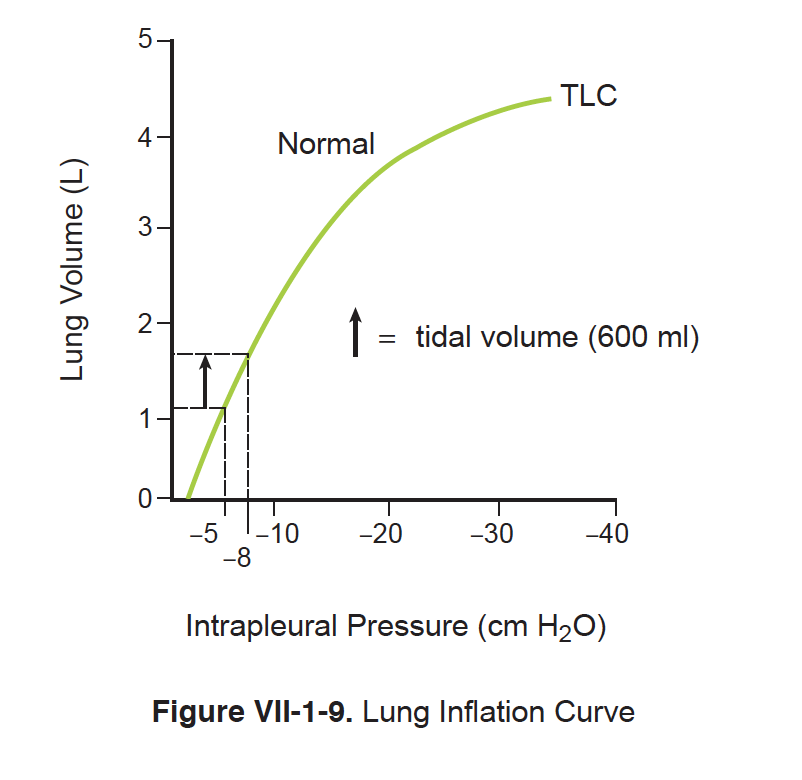 5
TLC
4
Normal
Lung Volume (L)
3
2
= tidal volume (600 ml)
1
0
–5
–8
–10
–20
–30
–40
Intrapleural Pressure (cm H₂O)
Figure VII-1-9. Lung Inflation Curve